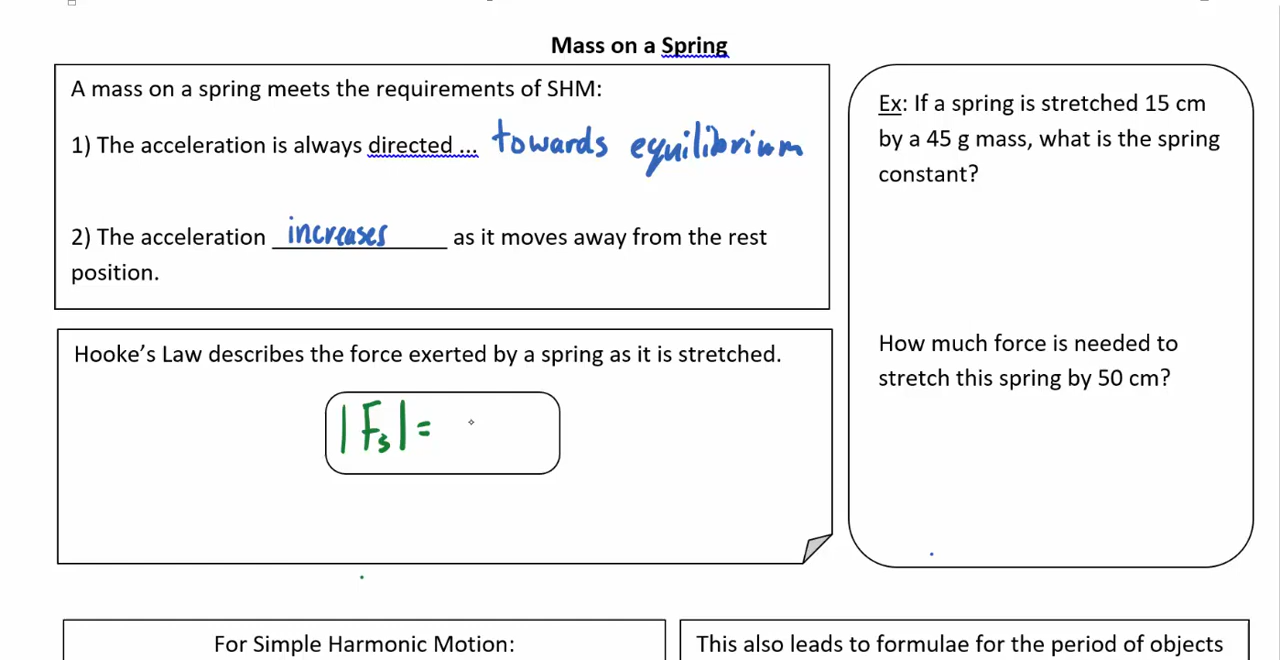 Mass on a Spring
A mass on a spring meets the requirements of SHM:
1) The acceleration is always directed ... towards equilibrium
2) The acceleration increases as it moves away from the rest
position.
Hooke's Law describes the force exerted by a spring as it is stretched.
|Fs| =
Ex: If a spring is stretched 15 cm
by a 45 g mass, what is the spring
constant?
How much force is needed to
stretch this spring by 50 cm?
For Simple Harmonic Motion:
This also leads to formulae for the period of objects